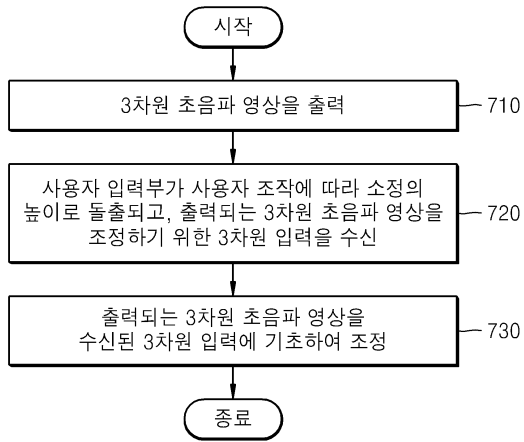 시작
3차원 초음파 영상을 출력
710
사용자 입력부가 사용자 조작에 따라 소정의
높이로 돌출되고, 출력되는 3차원 초음파 영상을
조정하기 위한 3차원 입력을 수신
720
출력되는 3차원 초음파 영상을
수신된 3차원 입력에 기초하여 조정
730
종료